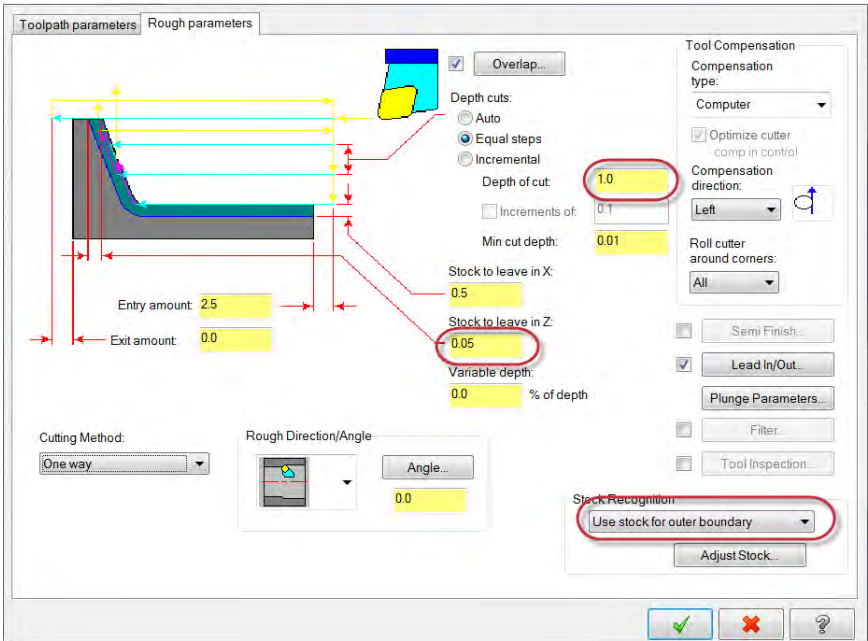 Toolpath parameters
Rough parameters
Overlap...
Depth cuts:
Auto
Equal steps
Incremental
Depth of cut:
1.0
Increments of:
0.1
Min cut depth:
0.01
Stock to leave in X:
0.5
Stock to leave in Z:
0.05
Variable depth:
0.0
% of depth
Entry amount:
2.5
Exit amount:
0.0
Tool Compensation
Compensation
type:
Computer
Optimize cutter
comp in control
Compensation
direction:
Left
Roll cutter
around corners:
All
Semi Finish...
Lead In/Out...
Plunge Parameters...
Filter...
Tool Inspection...
Cutting Method:
One way
Rough Direction/Angle
Angle...
0.0
Stock Recognition
Use stock for outer boundary
Adjust Stock...
?